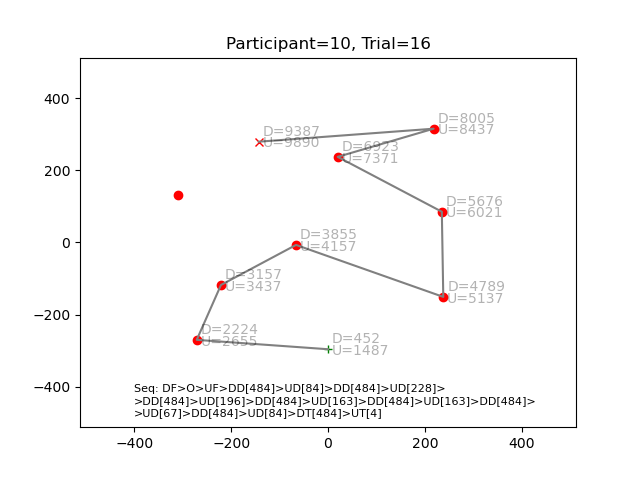 Participant=10, Trial=16
400
200
0
−200
−400
−400
−200
0
200
400
D=9387
U=9890
D=8005
U=8437
D=6923
U=7371
D=5676
U=6021
D=3855
U=4157
D=3157
U=3437
D=4789
U=5137
D=2224
U=2655
D=452
U=1487
Seq: DF>O>UF>DD[484]>UD[84]>DD[484]>UD[228]>
>DD[484]>UD[196]>DD[484]>UD[163]>DD[484]>UD[163]>DD[484]>
>UD[67]>DD[484]>UD[84]>DT[484]>UT[4]